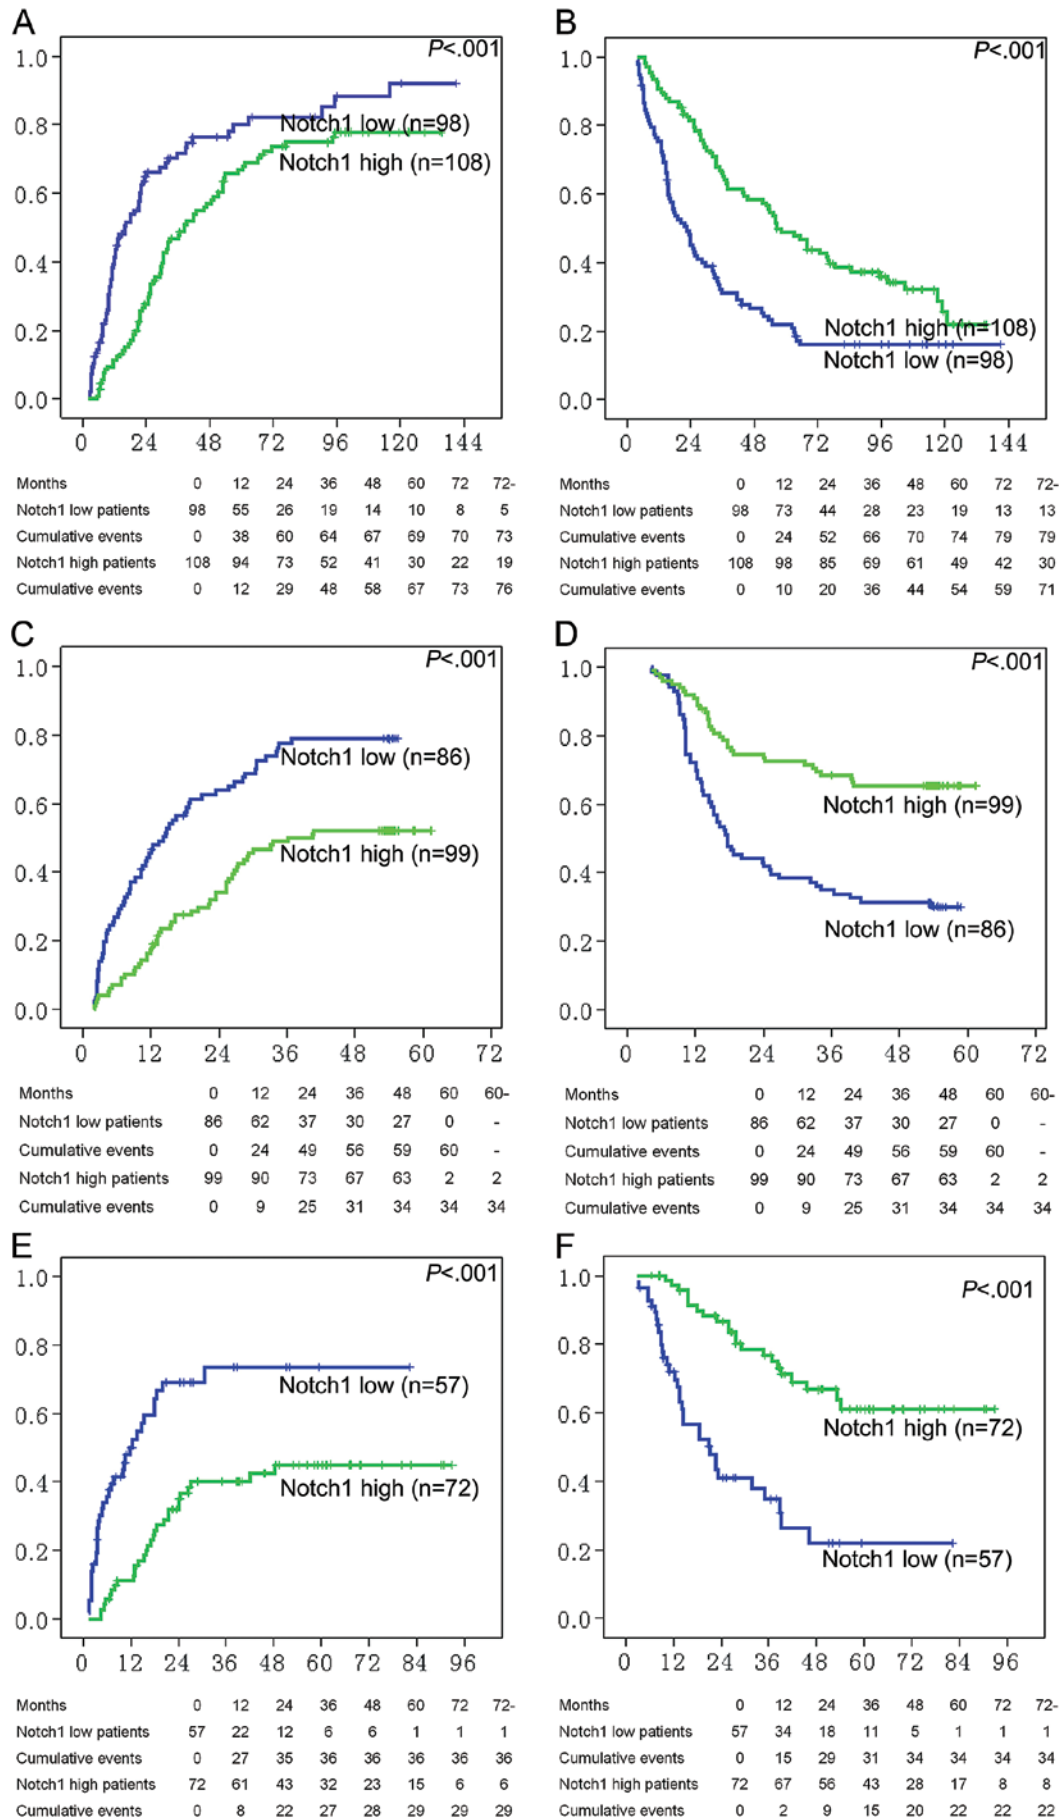 A
P<.001
1.0
0.8
0.6
0.4
0.2
0.0
Notch1 low (n=98)
Notch1 high (n=108)
0 24 48 72 96 120 144
Months 0 12 24 36 48 60 72 72-
Notch1 low patients 98 55 26 19 14 10 8 5
Cumulative events 0 38 60 64 67 69 70 73
Notch1 high patients 108 94 73 52 41 30 22 19
Cumulative events 0 12 29 48 58 67 73 76
B
P<.001
1.0
0.8
0.6
0.4
0.2
0.0
Notch1 high (n=108)
Notch1 low (n=98)
0 24 48 72 96 120 144
Months 0 12 24 36 48 60 72 72-
Notch1 low patients 98 73 44 28 23 19 13 13
Cumulative events 0 24 52 66 70 74 79 79
Notch1 high patients 108 98 85 69 61 49 42 30
Cumulative events 0 10 20 36 44 54 59 71
C
P<.001
1.0
0.8
0.6
0.4
0.2
0.0
Notch1 low (n=86)
Notch1 high (n=99)
0 12 24 36 48 60 72
Months 0 12 24 36 48 60 60-
Notch1 low patients 86 62 37 30 27 0 -
Cumulative events 0 24 49 56 59 60 -
Notch1 high patients 99 90 73 67 63 2 2
Cumulative events 0 9 25 31 34 34 34
D
P<.001
1.0
0.8
0.6
0.4
0.2
0.0
Notch1 high (n=99)
Notch1 low (n=86)
0 12 24 36 48 60 72
Months 0 12 24 36 48 60 60-
Notch1 low patients 86 62 37 30 27 0 -
Cumulative events 0 24 49 56 59 60 -
Notch1 high patients 99 90 73 67 63 2 2
Cumulative events 0 9 25 31 34 34 34
E
P<.001
1.0
0.8
0.6
0.4
0.2
0.0
Notch1 low (n=57)
Notch1 high (n=72)
0 12 24 36 48 60 72 84 96
Months 0 12 24 36 48 60 72 72-
Notch1 low patients 57 22 12 6 6 1 1 1
Cumulative events 0 27 35 36 36 36 36 36
Notch1 high patients 72 61 43 32 23 15 6 6
Cumulative events 0 8 22 27 28 29 29 29
F
P<.001
1.0
0.8
0.6
0.4
0.2
0.0
Notch1 high (n=72)
Notch1 low (n=57)
0 12 24 36 48 60 72 84 96
Months 0 12 24 36 48 60 72 72-
Notch1 low patients 57 34 18 11 5 1 1 1
Cumulative events 0 15 29 31 34 34 34 34
Notch1 high patients 72 67 56 43 28 17 8 8
Cumulative events 0 2 9 15 20 22 22 22